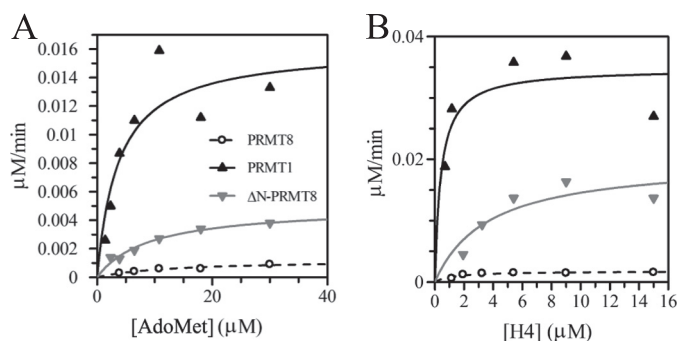 A
μM/min
0.016
0.014
0.012
0.01
0.008
0.006
0.004
0.002
0
PRMT8
PRMT1
ΔN-PRMT8
0 10 20 30 40
[AdoMet] (μM)
B
μM/min
0.04
0.02
0
0 2 4 6 8 10 12 14 16
[H4] (μM)